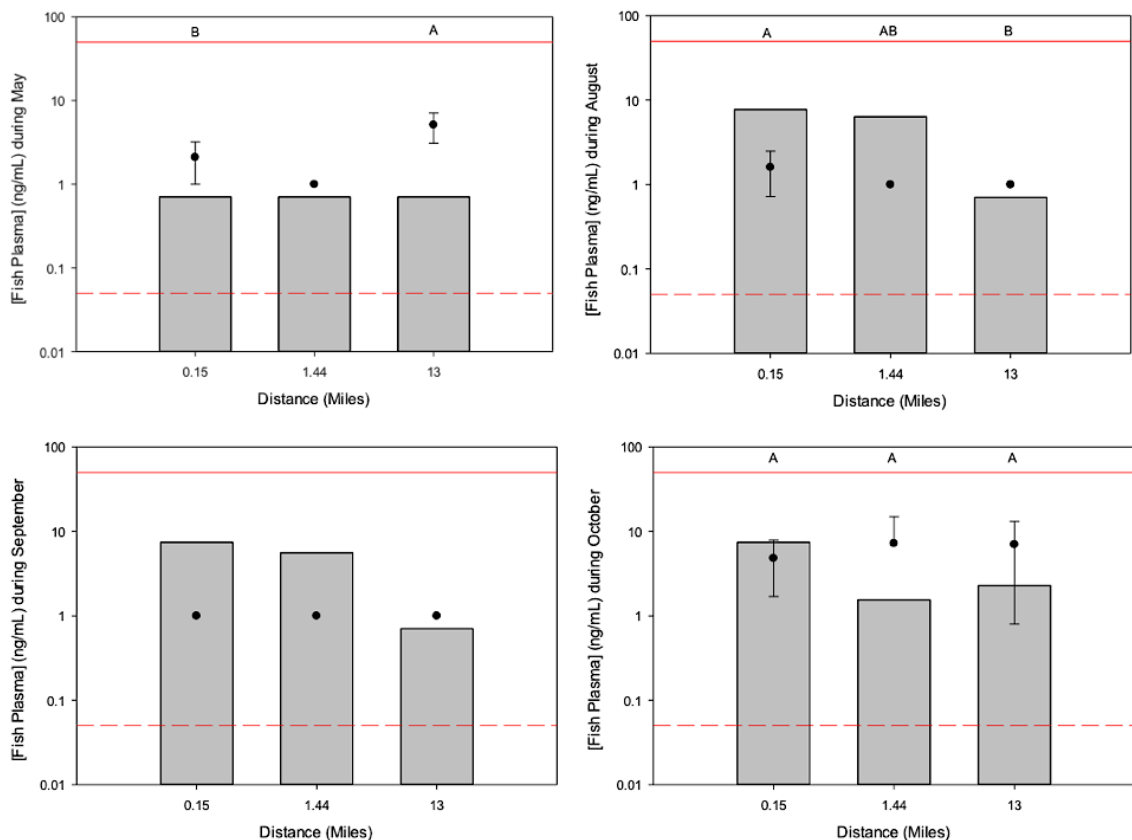 [Fish Plasma] (ng/mL) during May
100
10
1
0.1
0.01
B
A
0.15
1.44
13
Distance (Miles)
[Fish Plasma] (ng/mL) during August
100
10
1
0.1
0.01
A
AB
B
0.15
1.44
13
Distance (Miles)
[Fish Plasma] (ng/mL) during September
100
10
1
0.1
0.01
0.15
1.44
13
Distance (Miles)
[Fish Plasma] (ng/mL) during October
100
10
1
0.1
0.01
A
A
A
0.15
1.44
13
Distance (Miles)